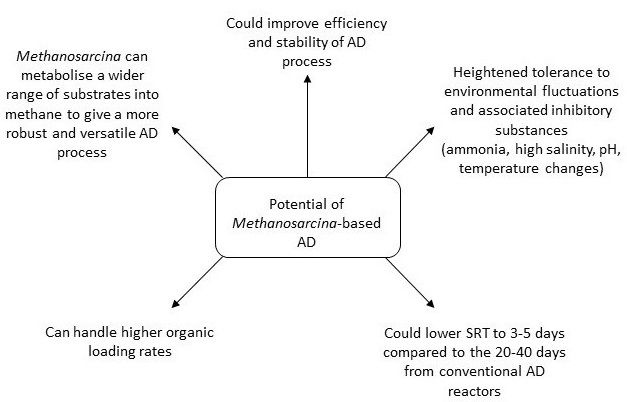 Could improve efficiency
and stability of AD
process
Methanosarcina can
metabolise a wider
range of substrates into
methane to give a more
robust and versatile AD
process
Heightened tolerance to
environmental fluctuations
and associated inhibitory
substances
(ammonia, high salinity, pH,
temperature changes)
Potential of
Methanosarcina-based
AD
Can handle higher organic
loading rates
Could lower SRT to 3-5 days
compared to the 20-40 days
from conventional AD
reactors